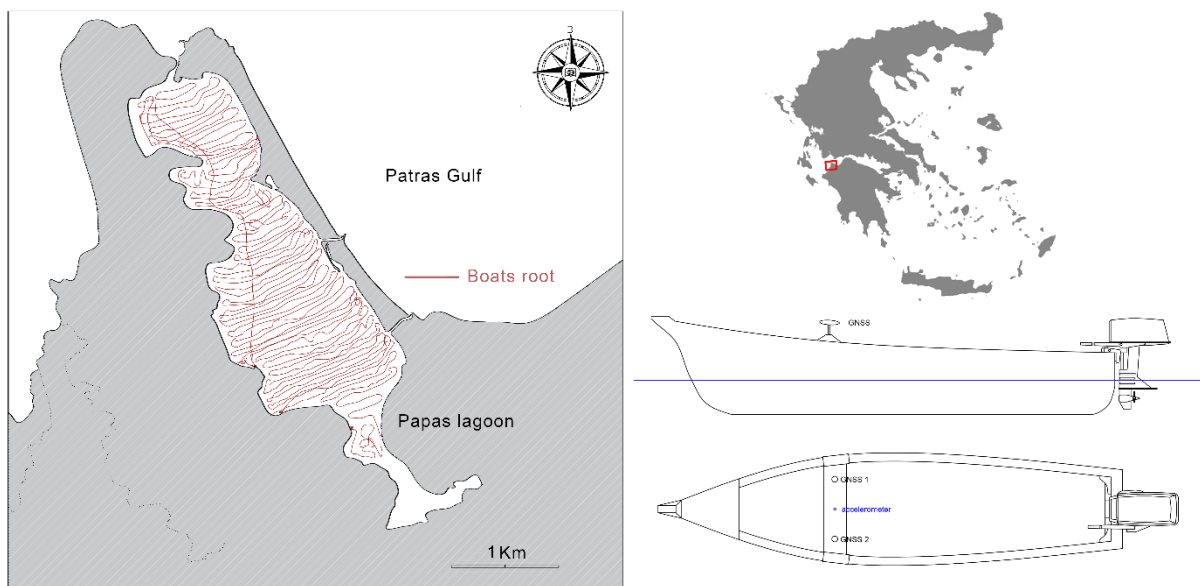 B
Patras Gulf
Boats root
Papas lagoon
1Km
GNSS
GNSS 1
accelerometer
GNSS 2